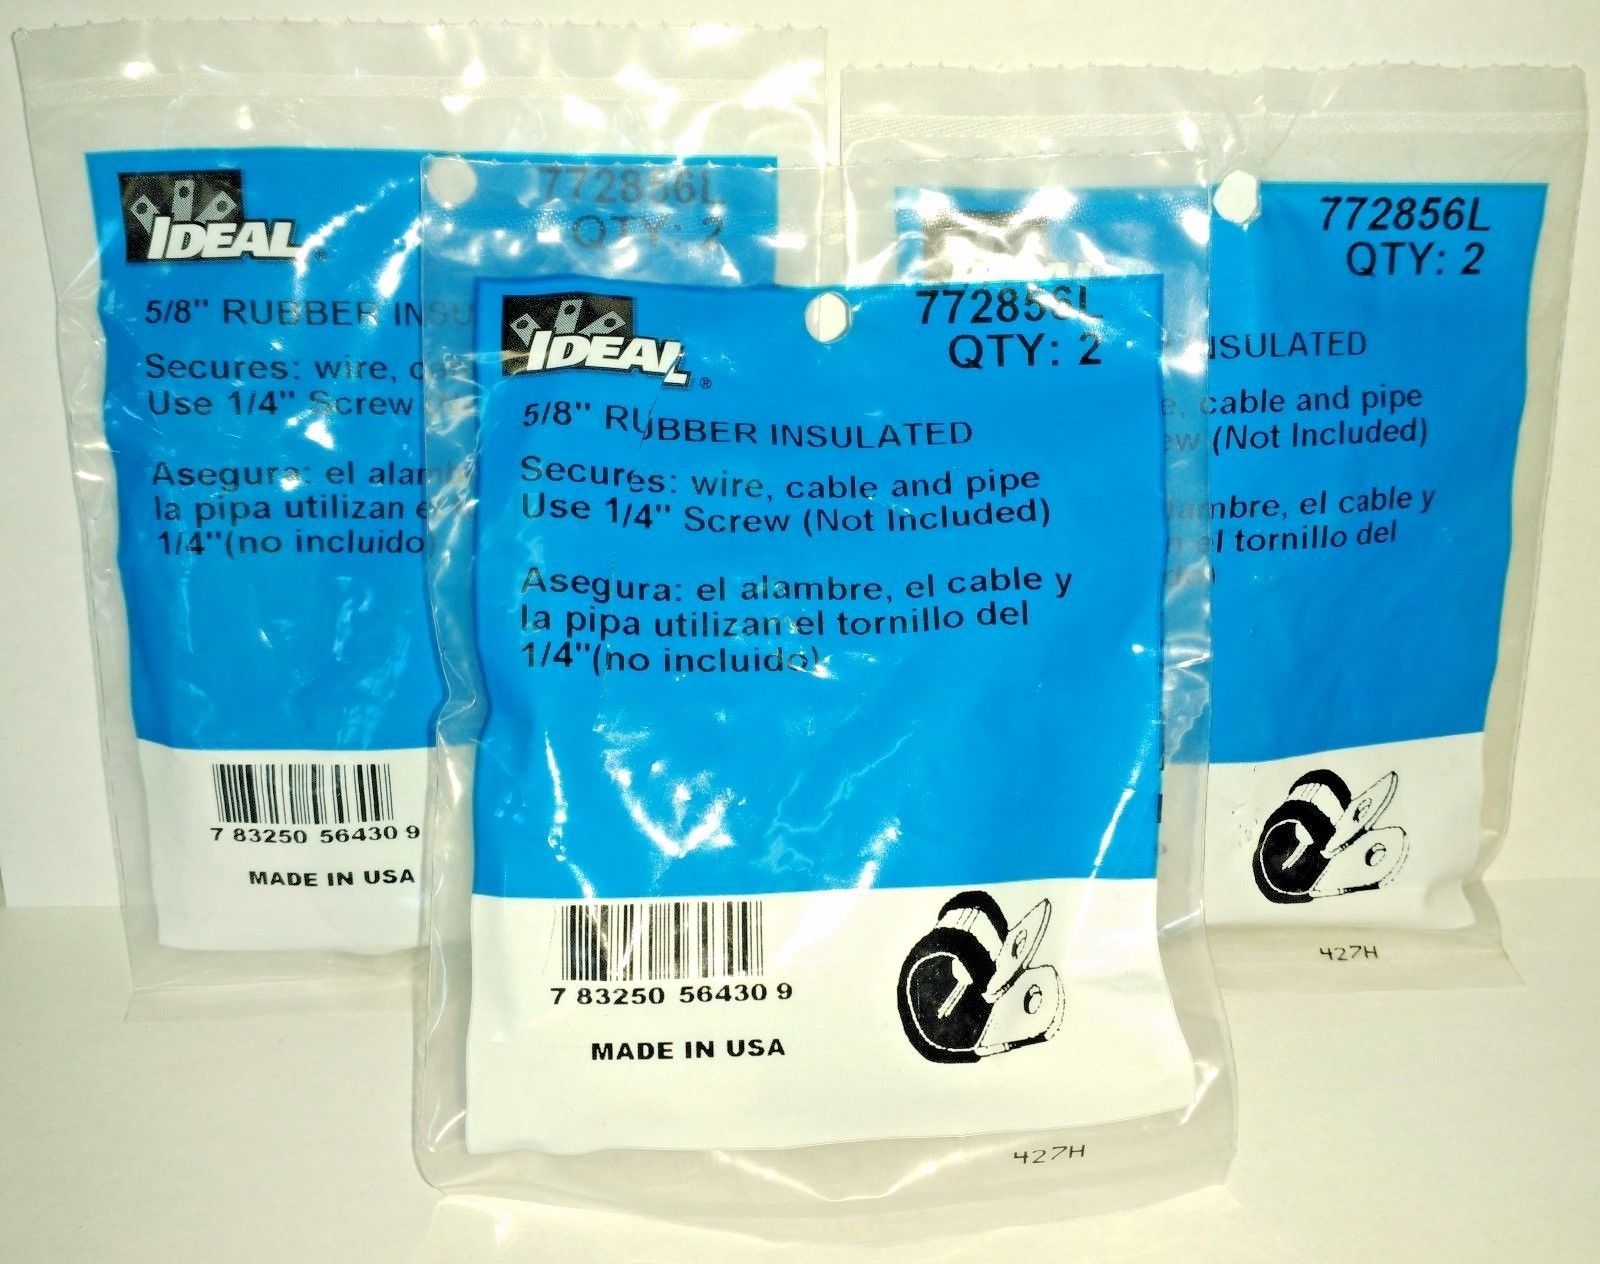 IDEAL
®
772856L
QTY: 2
5/8" RUBBER INSU
Secures: wire,
Use 1/4" Screw
Asegura: el alam
la pipa utilizan e
1/4"(no incluido)
7 83250 56430 9
MADE IN USA
IDEAL
®
772856L
QTY: 2
5/8" RUBBER INSULATED
Secures: wire, cable and pipe
Use 1/4" Screw (Not Included)
Asegura: el alambre, el cable y
la pipa utilizan el tornillo del
1/4"(no incluido)
7 83250 56430 9
MADE IN USA
427H
772856L
QTY: 2
INSULATED
cable and pipe
(Not Included)
alambre, el cable y
el tornillo del
427H